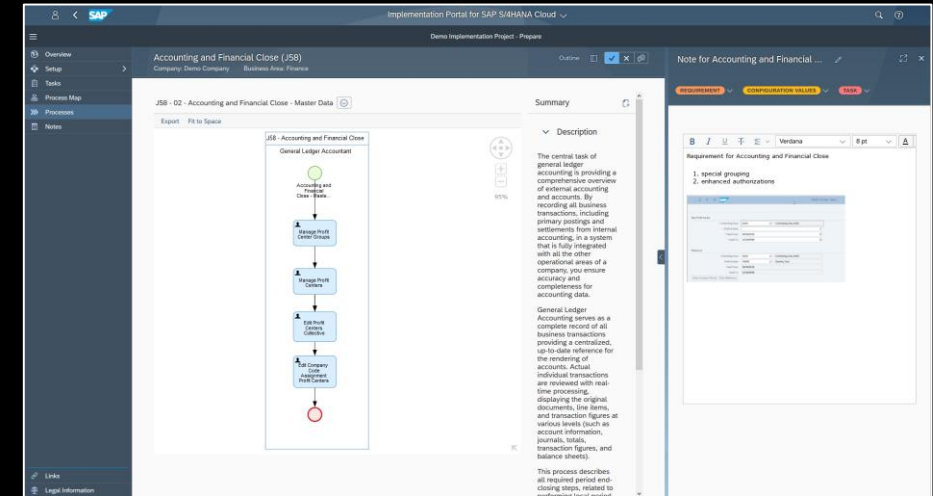 SAP
Implementation Portal for SAP S/4HANA Cloud
Demo Implementation Project - Prepare
Overview
Setup
Tasks
Process Map
Processes
Notes
Links
Legal Information
Accounting and Financial Close (J58)
Company: Demo Company Business Area: Finance
Outline
J58 - 02 - Accounting and Financial Close - Master Data
Export Fit to Space
J58 - Accounting and Financial Close
General Ledger Accountant
Accounting and
Financial
Close - Maste...
Manage Profit
Center Groups
Manage Profit
Centers
Edit Profit
Centers
Collective
Edit Company
Code
Assignment
Profit Centers
95%
Summary
Description
The central task of
general ledger
accounting is providing a
comprehensive overview
of external accounting
and accounts. By
recording all business
transactions, including
primary postings and
settlements from internal
accounting, in a system
that is fully integrated
with all the other
operational areas of a
company, you ensure
accuracy and
completeness for
accounting data.
General Ledger
Accounting serves as a
complete record of all
business transactions
providing a centralized,
up-to-date reference for
the rendering of
accounts. Actual
individual transactions
are reviewed with real-
time processing,
displaying the original
documents, line items,
and transaction figures at
various levels (such as
account information,
journals, totals,
transaction figures, and
balance sheets).
This process describes
all required period end-
closing steps, related to
performing local period
Note for Accounting and Financial ...
REQUIREMENT
CONFIGURATION VALUES
TASK
B I U Verdana 8 pt A
Requirement for Accounting and Financial Close
1. special grouping
2. enhanced authorizations